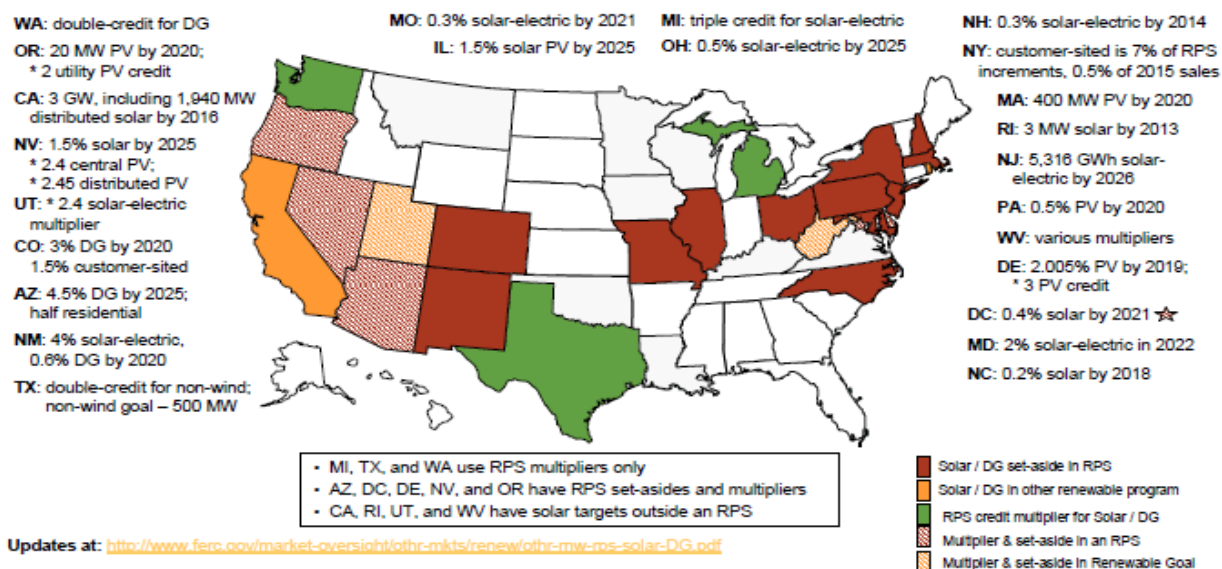 WA: double-credit for DG
OR: 20 MW PV by 2020;
* 2 utility PV credit
CA: 3 GW, including 1,940 MW
distributed solar by 2016
NV: 1.5% solar by 2025
* 2.4 central PV;
* 2.45 distributed PV
UT: * 2.4 solar-electric
multiplier
CO: 3% DG by 2020
1.5% customer-sited
AZ: 4.5% DG by 2025;
half residential
NM: 4% solar-electric,
0.6% DG by 2020
TX: double-credit for non-wind;
non-wind goal – 500 MW
MO: 0.3% solar-electric by 2021
IL: 1.5% solar PV by 2025
MI: triple credit for solar-electric
OH: 0.5% solar-electric by 2025
NH: 0.3% solar-electric by 2014
NY: customer-sited is 7% of RPS
increments, 0.5% of 2015 sales
MA: 400 MW PV by 2020
RI: 3 MW solar by 2013
NJ: 5,316 GWh solar-
electric by 2026
PA: 0.5% PV by 2020
WV: various multipliers
DE: 2.005% PV by 2019;
* 3 PV credit
DC: 0.4% solar by 2021
MD: 2% solar-electric in 2022
NC: 0.2% solar by 2018
• MI, TX, and WA use RPS multipliers only
• AZ, DC, DE, NV, and OR have RPS set-asides and multipliers
• CA, RI, UT, and WV have solar targets outside an RPS
Solar / DG set-aside in RPS
Solar / DG in other renewable program
RPS credit multiplier for Solar / DG
Multiplier & set-aside in an RPS
Multiplier & set-aside in Renewable Goal
Updates at: http://www.ferc.gov/market-oversight/othr-mkts/renew/othr-rnw-rps-solar-DG.pdf